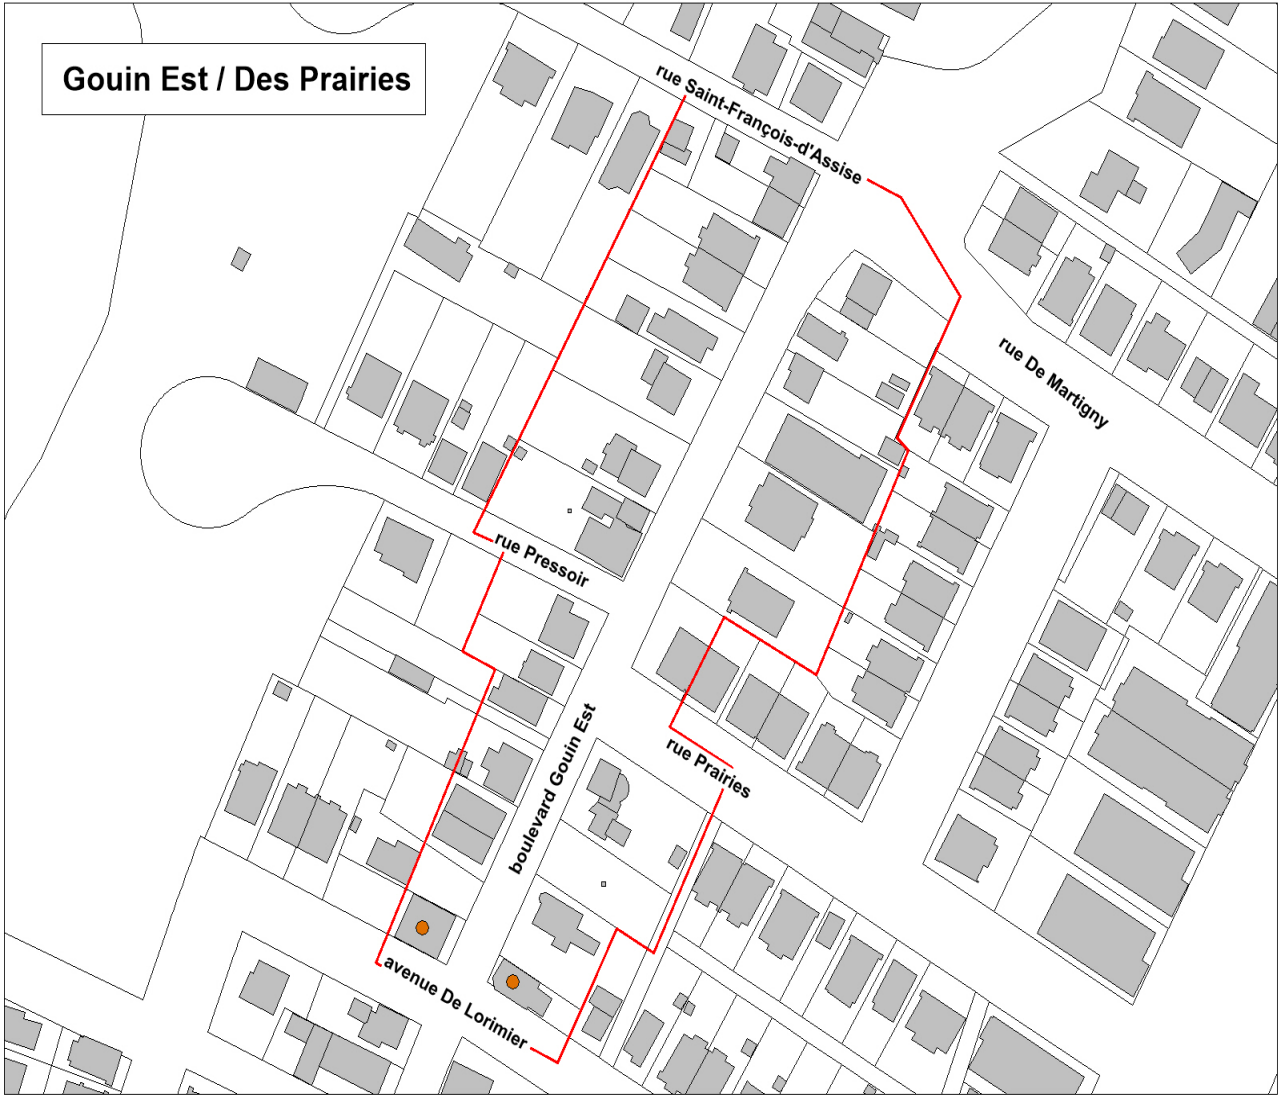 Gouin Est / Des Prairies
rue Saint-François-d'Assise
rue De Martigny
rue Pressoir
boulevard Gouin Est
rue Prairies
avenue De Lorimier